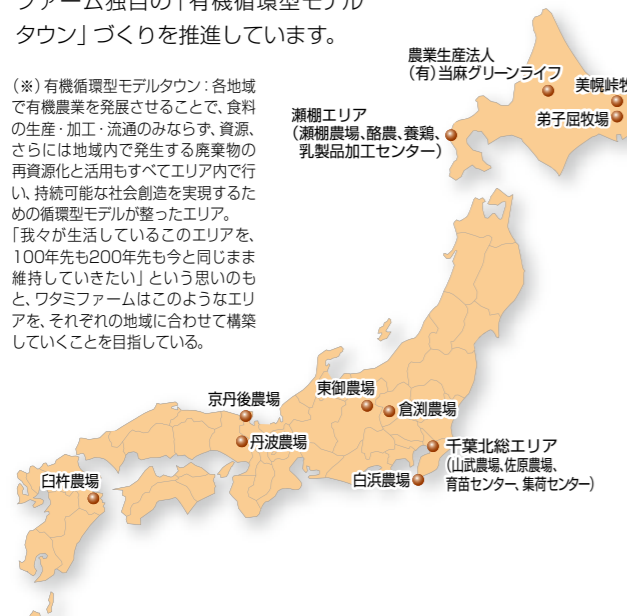 ファーム独自の「有機循環型モデル
タウン」づくりを推進しています。
(※)有機循環型モデルタウン：各地域
で有機農業を発展させることで、食料
の生産・加工・流通のみならず、資源、
さらには地域内で発生する廃棄物の
再資源化と活用もすべてエリア内で行
い、持続可能な社会創造を実現するた
めの循環型モデルが整ったエリア。
「我々が生活しているこのエリアを、
100年先も200年先も今と同じまま
維持していきたい」という思いのも
と、ワタミファームはこのようなエリ
アを、それぞれの地域に合わせて構築
していくことを目指している。
農業生産法人
(有)当麻グリーンライフ
美幌峠牧
弟子屈牧場
瀬棚エリア
(瀬棚農場、酪農、養鶏、
乳製品加工センター)
東御農場
倉渕農場
京丹後農場
丹波農場
千葉北総エリア
(山武農場、佐原農場、
育苗センター、集荷センター)
白浜農場
臼杵農場